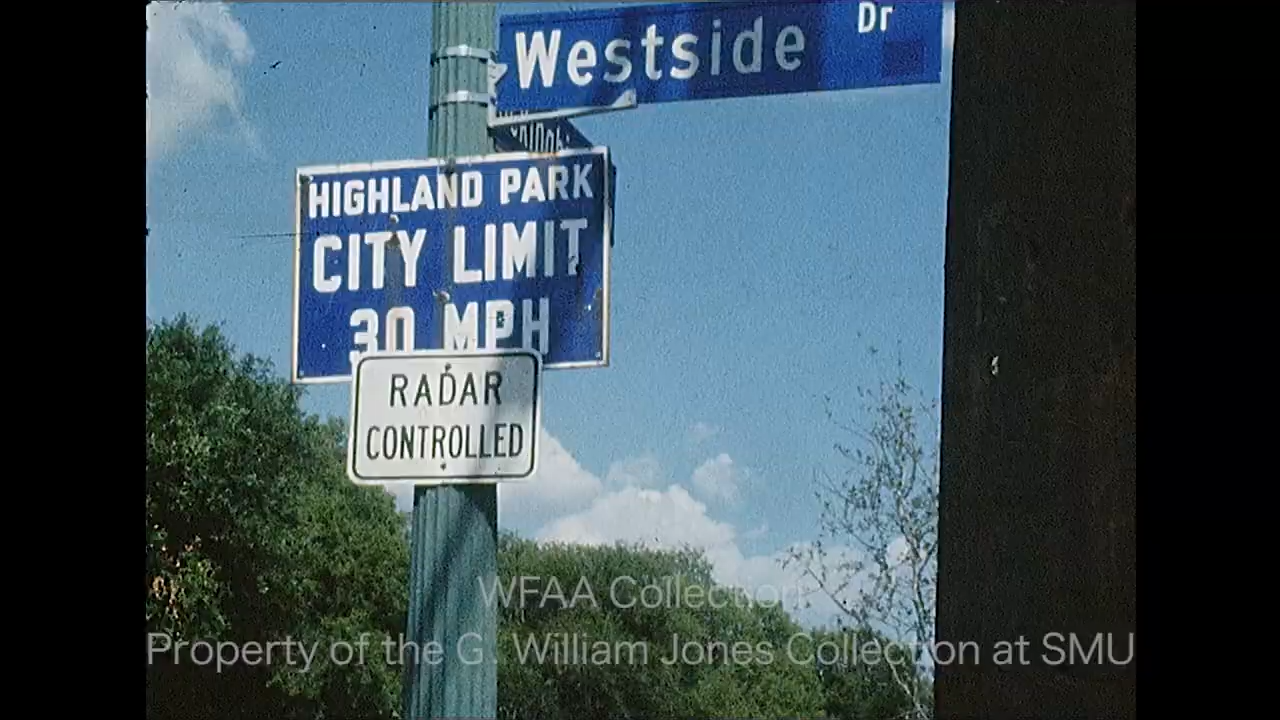 Westside Dr
HIGHLAND PARK
CITY LIMIT
30 MPH
RADAR
CONTROLLED
WFAA Collection
Property of the G. William Jones Collection at SMU